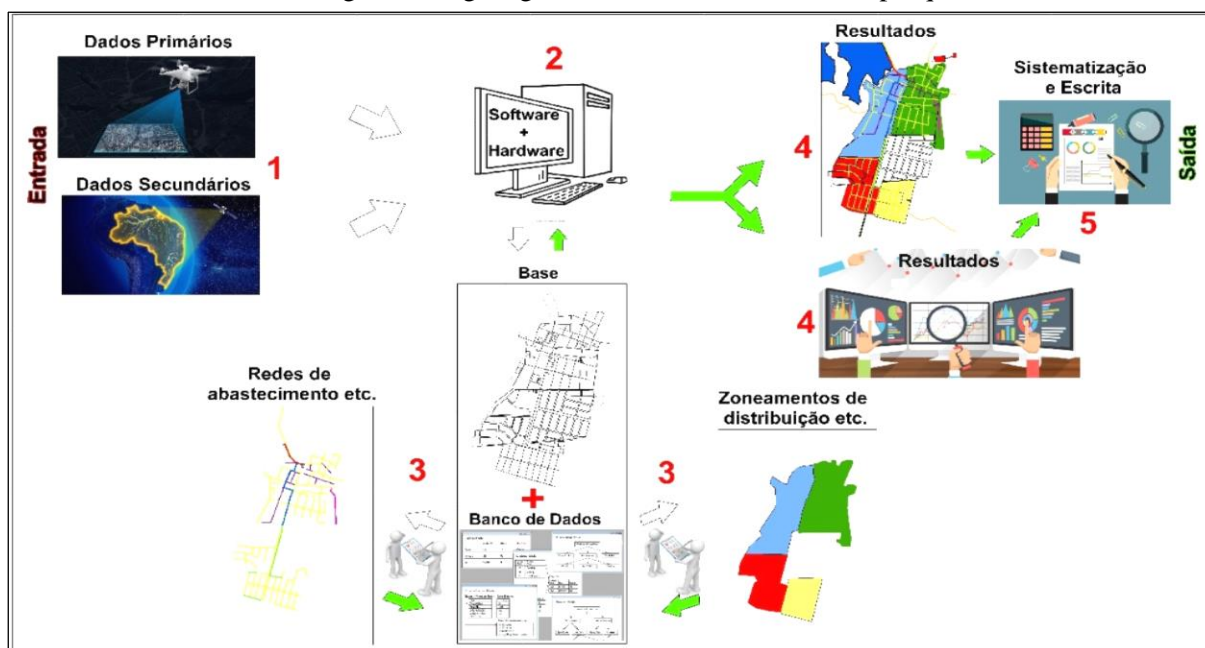 Dados Primários
Entrada
1
Dados Secundários
2
Software
+
Hardware
Resultados
4
Sistematização
e Escrita
Saída
5
Resultados
4
Base
Redes de
abastecimento etc.
3
+
Banco de Dados
3
Zoneamentos de
distribuição etc.